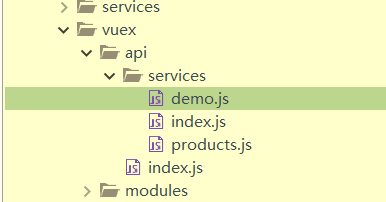 services
vuex
api
services
demo.js
index.js
products.js
index.js
modules